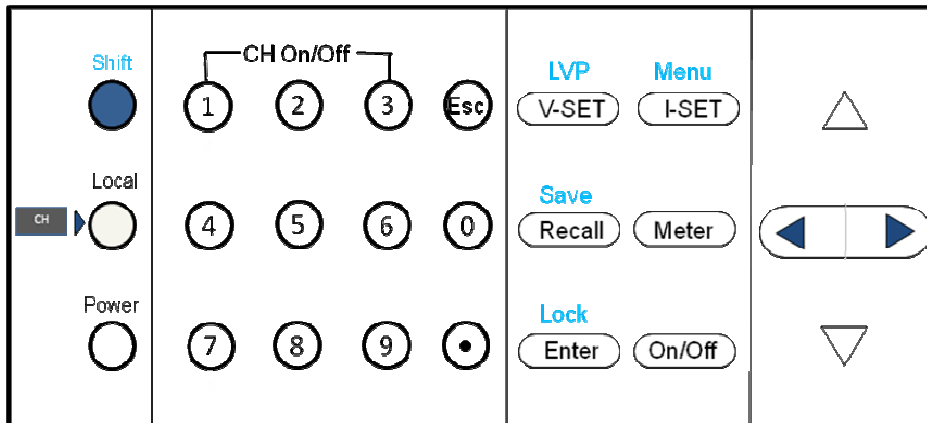 Shift
CH On/Off
LVP Menu
1 2 3 Esc V-SET I-SET
Local
Save
CH 4 5 6 0 Recall Meter
Power
Lock
7 8 9 • Enter On/Off